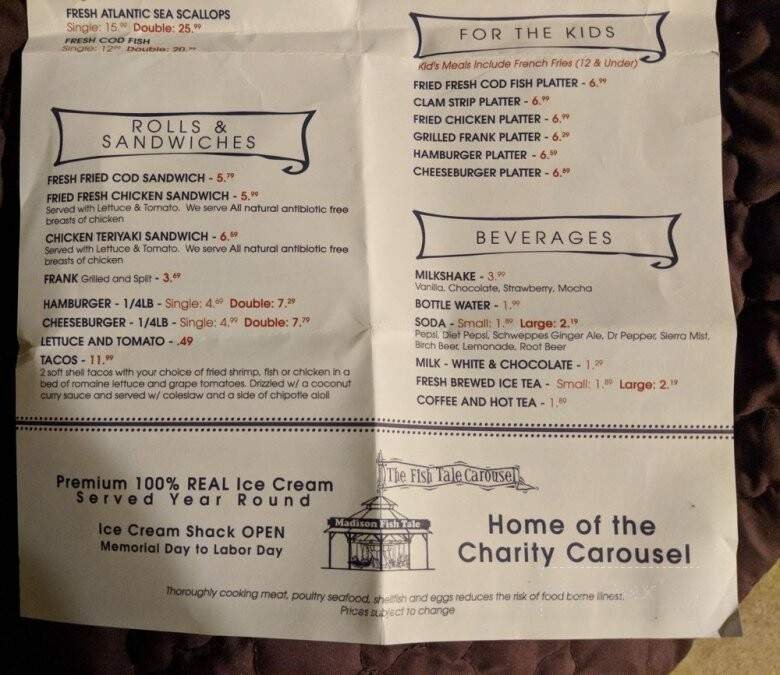 FRESH ATLANTIC SEA SCALLOPS
Single: 15.99 Double: 25.99
FRESH COD FISH
Single: 12.99 Double: 20.99
ROLLS &
SANDWICHES
FRESH FRIED COD SANDWICH - 5.79
FRIED FRESH CHICKEN SANDWICH - 5.99
Served with Lettuce & Tomato. We serve All natural antibiotic free
breasts of chicken
CHICKEN TERIYAKI SANDWICH - 6.59
Served with Lettuce & Tomato. We serve All natural antibiotic free
breasts of chicken
FRANK Grilled and Split - 3.69
HAMBURGER - 1/4LB - Single: 4.69 Double: 7.29
CHEESEBURGER - 1/4LB - Single: 4.99 Double: 7.79
LETTUCE AND TOMATO - .49
TACOS - 11.99
2 soft shell tacos with your choice of fried shrimp, fish or chicken in a
bed of romaine lettuce and grape tomatoes. Drizzled w/ a coconut
curry sauce and served w/ coleslaw and a side of chipotle aioli
FOR THE KIDS
Kid's Meals Include French Fries (12 & Under)
FRIED FRESH COD FISH PLATTER - 6.99
CLAM STRIP PLATTER - 6.99
FRIED CHICKEN PLATTER - 6.99
GRILLED FRANK PLATTER - 6.29
HAMBURGER PLATTER - 6.59
CHEESEBURGER PLATTER - 6.89
BEVERAGES
MILKSHAKE - 3.99
Vanilla, Chocolate, Strawberry, Mocha
BOTTLE WATER - 1.99
SODA - Small: 1.89 Large: 2.19
Pepsi, Diet Pepsi, Schweppes Ginger Ale, Dr Pepper, Sierra Mist,
Birch Beer, Lemonade, Root Beer
MILK - WHITE & CHOCOLATE - 1.29
FRESH BREWED ICE TEA - Small: 1.89 Large: 2.19
COFFEE AND HOT TEA - 1.89
Premium 100% REAL Ice Cream
Served Year Round
Ice Cream Shack OPEN
Memorial Day to Labor Day
The Fish Tale Carousel
Madison Fish Tale
Home of the
Charity Carousel
Thoroughly cooking meat, poultry seafood, shellfish and eggs reduces the risk of food borne illness.
Prices subject to change